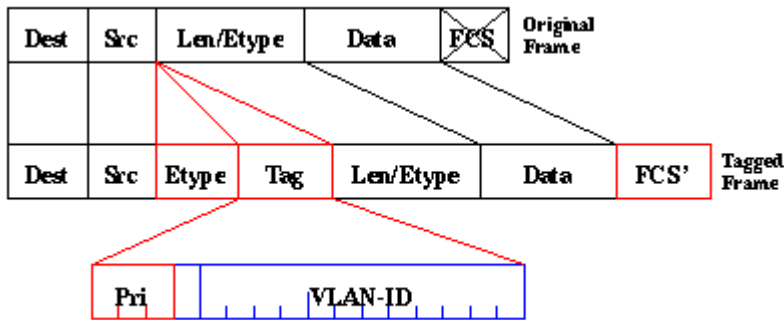 Dest Src Len/Etype Data FCS Original
Frame
Dest Src Etype Tag Len/Etype Data FCS' Tagged
Frame
Pri VLAN-ID